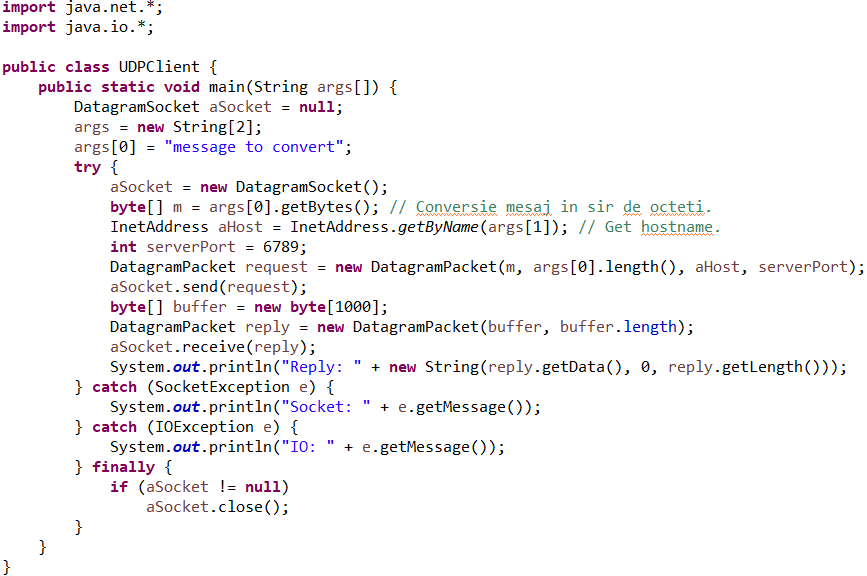 import java.net.*;
import java.io.*;

public class UDPClient {
    public static void main(String args[]) {
        DatagramSocket aSocket = null;
        args = new String[2];
        args[0] = "message to convert";
        try {
            aSocket = new DatagramSocket();
            byte[] m = args[0].getBytes(); // Conversie mesaj in sir de octeti.
            InetAddress aHost = InetAddress.getByName(args[1]); // Get hostname.
            int serverPort = 6789;
            DatagramPacket request = new DatagramPacket(m, args[0].length(), aHost, serverPort);
            aSocket.send(request);
            byte[] buffer = new byte[1000];
            DatagramPacket reply = new DatagramPacket(buffer, buffer.length);
            aSocket.receive(reply);
            System.out.println("Reply: " + new String(reply.getData(), 0, reply.getLength()));
        } catch (SocketException e) {
            System.out.println("Socket: " + e.getMessage());
        } catch (IOException e) {
            System.out.println("IO: " + e.getMessage());
        } finally {
            if (aSocket != null)
                aSocket.close();
        }
    }
}